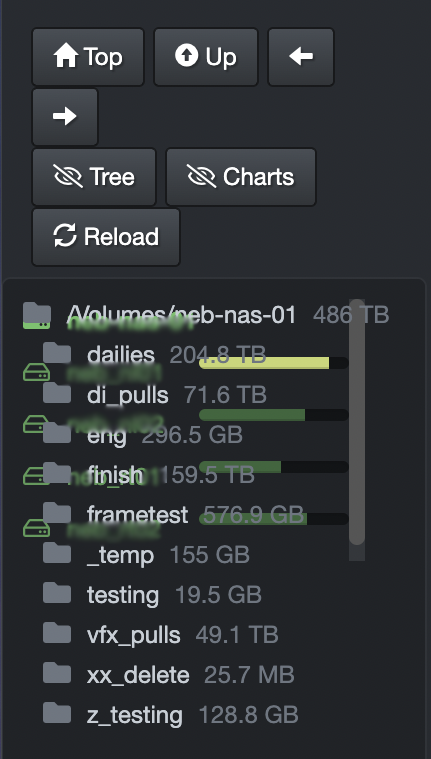 Top Up
Tree Charts
Reload
/Volumes/neb-nas-01 486 TB
dailies 204.8 TB
di_pulls 71.6 TB
eng 296.5 GB
finish 159.5 TB
frametest 576.9 GB
_temp 155 GB
testing 19.5 GB
vfx_pulls 49.1 TB
xx_delete 25.7 MB
z_testing 128.8 GB